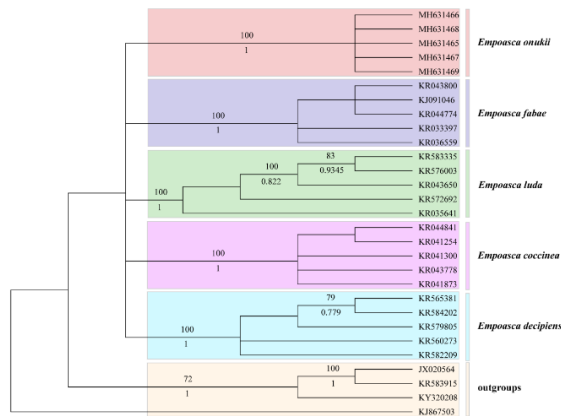 MH631466
100
MH631468
MH631465
Empoasca onukii
1
MH631467
MH631469
KR043800
KJ091046
100
KR044774
Empoasca fabae
1
KR033397
KR036559
83
KR583335
100
KR576003
0.9345
0.822
KR043650
Empoasca luda
100
KR572692
1
KR035641
KR044841
KR041254
100
KR041300
Empoasca coccinea
1
KR043778
KR041873
79
KR565381
0.779
KR584202
KR579805
Empoasca decipiens
100
KR560273
1
KR582209
100
JX020564
72
1
KR583915
outgroups
1
KY320208
KJ867503